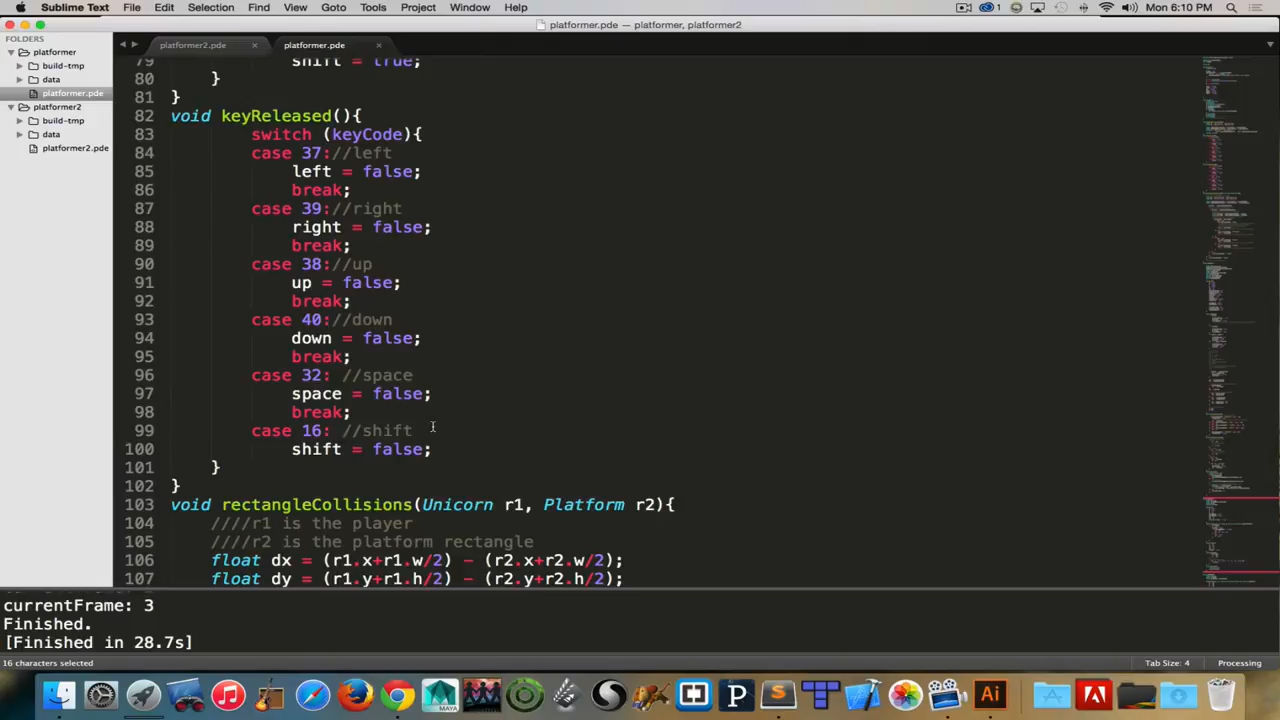 Sublime Text File Edit Selection Find View Goto Tools Project Window Help 1 Mon 6:10 PM
platformer.pde — platformer, platformer2
FOLDERS
platformer
build-tmp
data
platformer.pde
platformer2
build-tmp
data
platformer2.pde
platformer2.pde × platformer.pde ×
79 shift = true;
80 }
81 }
82 void keyReleased(){
83 switch (keyCode){
84 case 37://left
85 left = false;
86 break;
87 case 39://right
88 right = false;
89 break;
90 case 38://up
91 up = false;
92 break;
93 case 40://down
94 down = false;
95 break;
96 case 32: //space
97 space = false;
98 break;
99 case 16: //shift
100 shift = false;
101 }
102 }
103 void rectangleCollisions(Unicorn r1, Platform r2){
104 ////r1 is the player
105 ////r2 is the platform rectangle
106 float dx = (r1.x+r1.w/2) - (r2.x+r2.w/2);
107 float dy = (r1.y+r1.h/2) - (r2.y+r2.h/2);
currentFrame: 3
Finished.
[Finished in 28.7s]
16 characters selected Tab Size: 4 Processing
MAYA P S T Ai